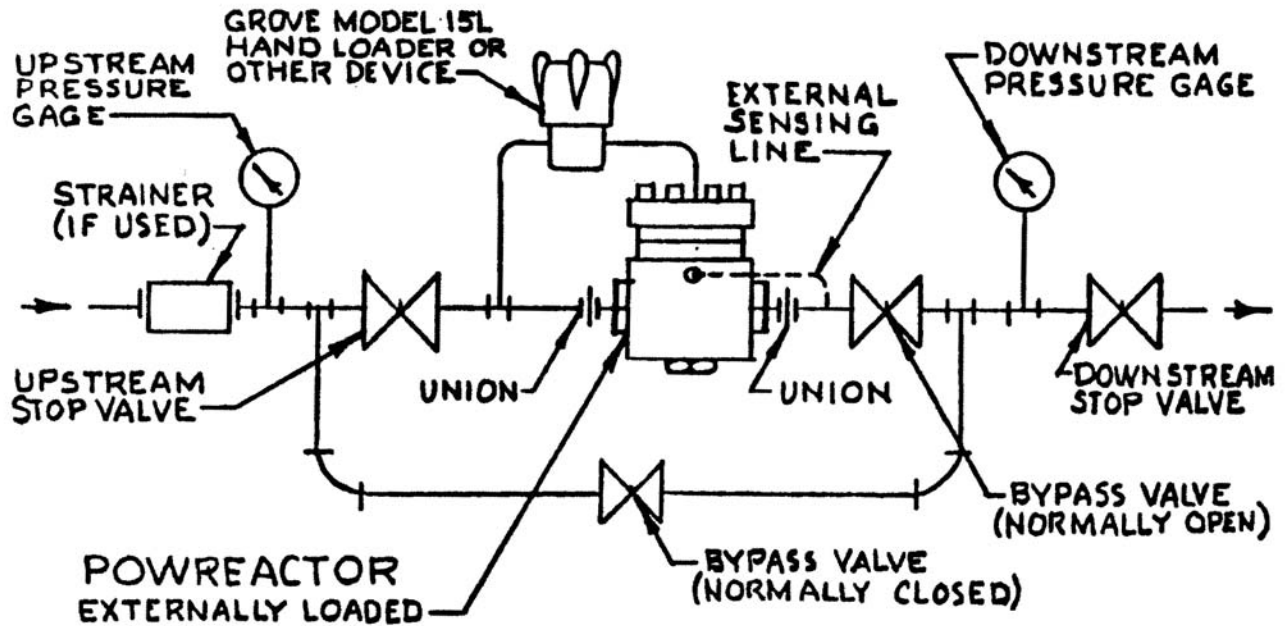 GROVE MODEL 15L
HAND LOADER OR
OTHER DEVICE
UPSTREAM
PRESSURE
GAGE
DOWNSTREAM
PRESSURE GAGE
EXTERNAL
SENSING
LINE
STRAINER
(IF USED)
UPSTREAM
STOP VALVE
UNION
UNION
DOWNSTREAM
STOP VALVE
BYPASS VALVE
(NORMALLY OPEN)
BYPASS VALVE
(NORMALLY CLOSED)
POWREACTOR
EXTERNALLY LOADED